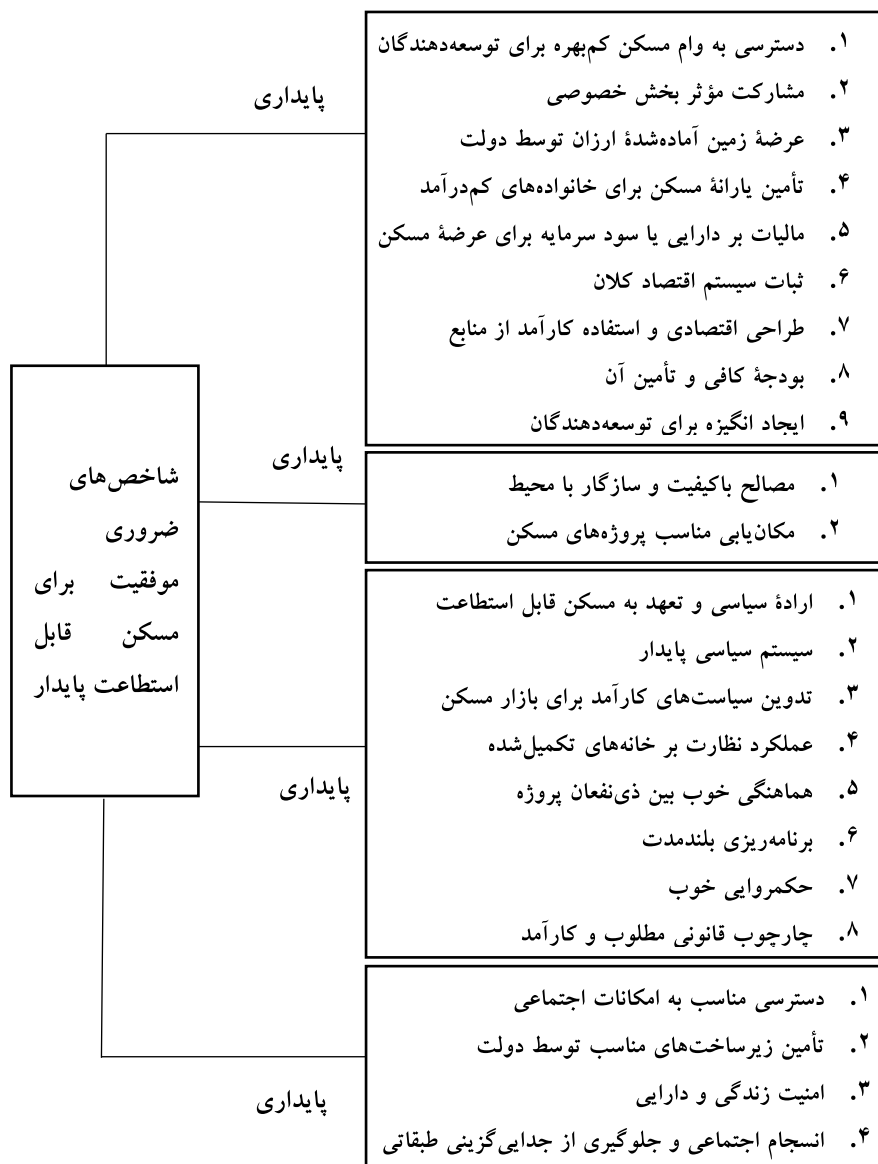 پایداری
۱. دسترسی به وام مسکن کم‌بهره برای توسعه‌دهندگان
۲. مشارکت مؤثر بخش خصوصی
۳. عرضۀ زمین آماده‌شدۀ ارزان توسط دولت
۴. تأمین یارانۀ مسکن برای خانواده‌های کم‌درآمد
۵. مالیات بر دارایی یا سود سرمایه برای عرضۀ مسکن
۶. ثبات سیستم اقتصاد کلان
۷. طراحی اقتصادی و استفاده کارآمد از منابع
۸. بودجۀ کافی و تأمین آن
۹. ایجاد انگیزه برای توسعه‌دهندگان
پایداری
۱. مصالح باکیفیت و سازگار با محیط
۲. مکان‌یابی مناسب پروژه‌های مسکن
پایداری
۱. ارادۀ سیاسی و تعهد به مسکن قابل استطاعت
۲. سیستم سیاسی پایدار
۳. تدوین سیاست‌های کارآمد برای بازار مسکن
۴. عملکرد نظارت بر خانه‌های تکمیل‌شده
۵. هماهنگی خوب بین ذی‌نفعان پروژه
۶. برنامه‌ریزی بلندمدت
۷. حکمروایی خوب
۸. چارچوب قانونی مطلوب و کارآمد
پایداری
۱. دسترسی مناسب به امکانات اجتماعی
۲. تأمین زیرساخت‌های مناسب توسط دولت
۳. امنیت زندگی و دارایی
۴. انسجام اجتماعی و جلوگیری از جدایی‌گزینی طبقاتی
شاخص‌های
ضروری
موفقیت برای
مسکن قابل
استطاعت پایدار